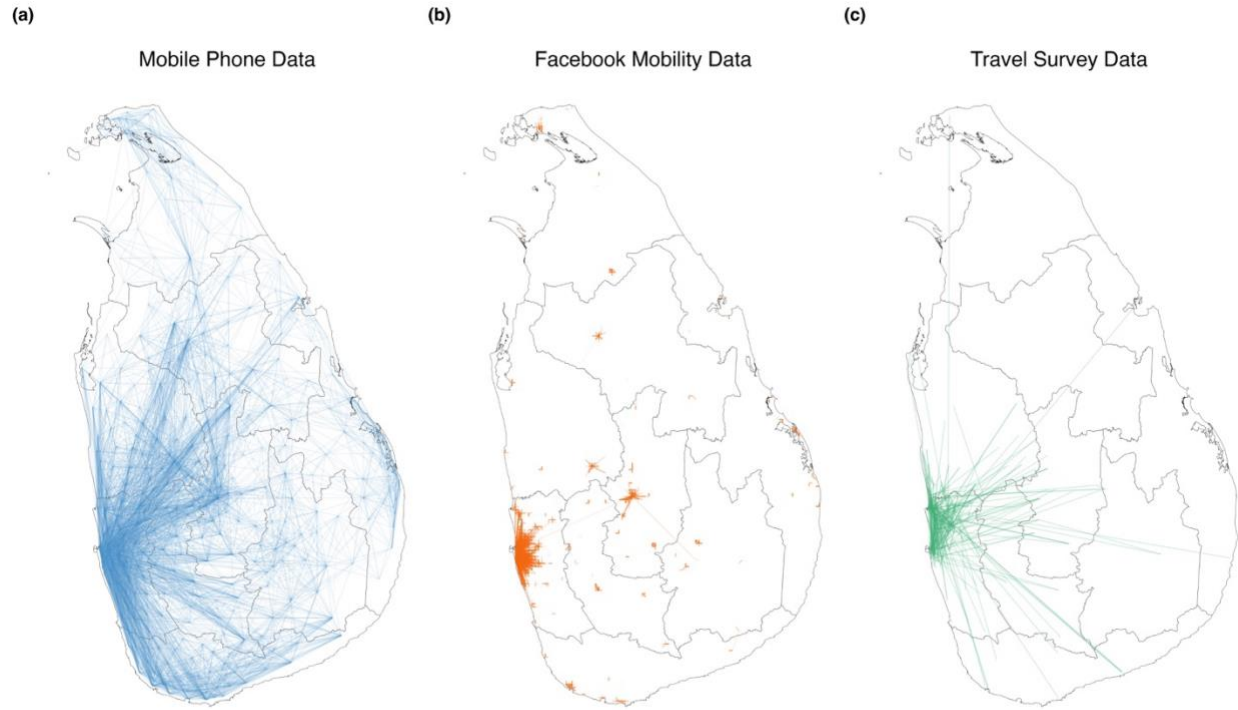 (a)
Mobile Phone Data
(b)
Facebook Mobility Data
(c)
Travel Survey Data